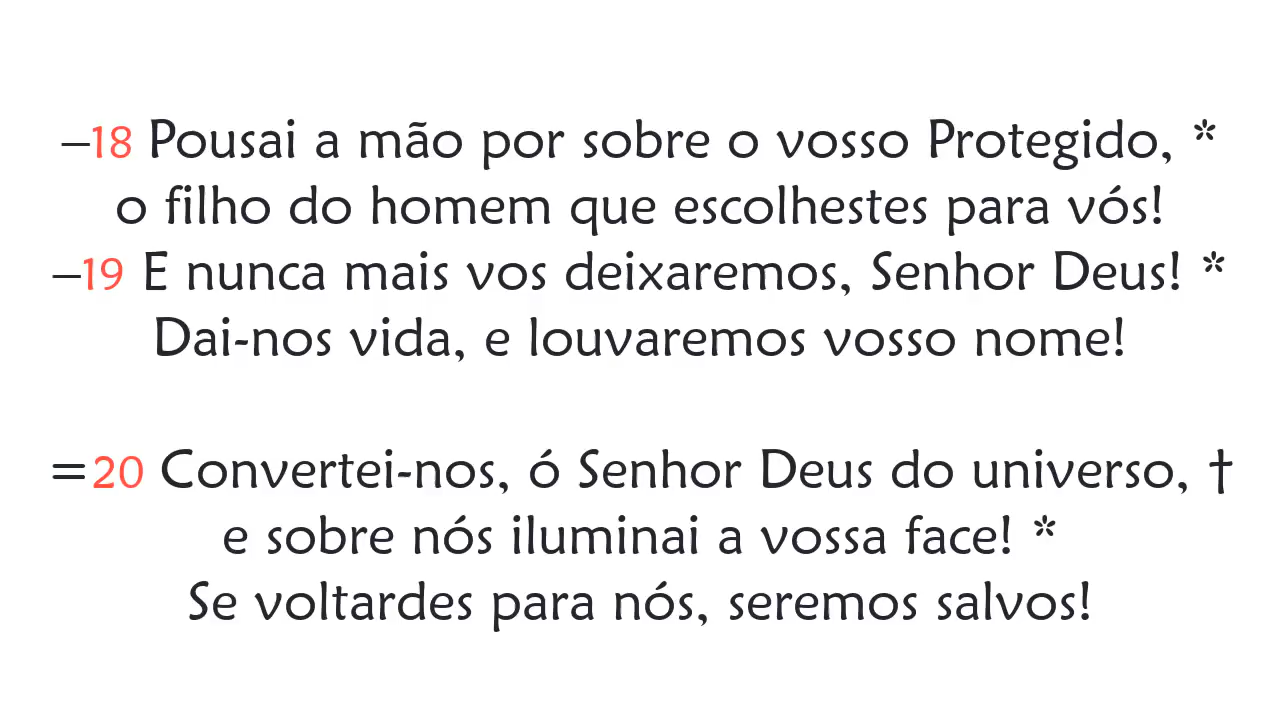 –18 Pousai a mão por sobre o vosso Protegido, *
o filho do homem que escolhestes para vós!
–19 E nunca mais vos deixaremos, Senhor Deus! *
Dai-nos vida, e louvaremos vosso nome!
=20 Convertei-nos, ó Senhor Deus do universo, †
e sobre nós iluminai a vossa face! *
Se voltardes para nós, seremos salvos!